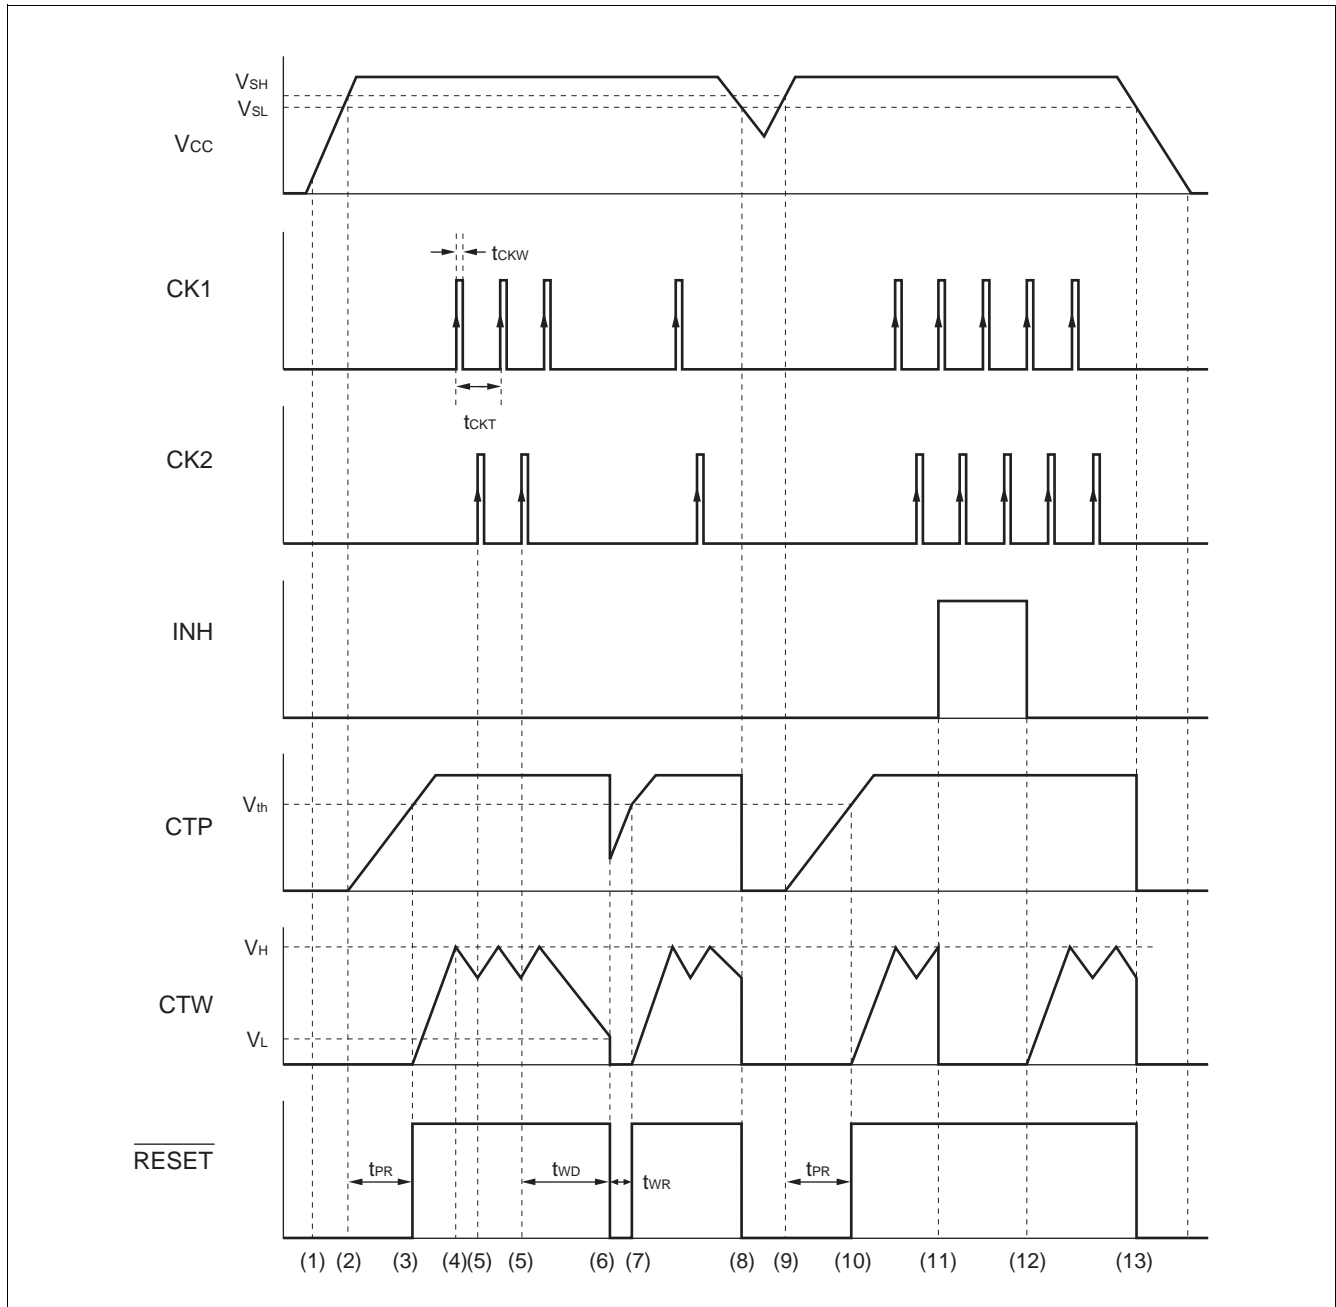 VSH
VSL
VCC
tCKW
CK1
tCKT
CK2
INH
Vth
CTP
VH
CTW
VL
RESET
tPR
tWD
tWR
tPR
(1) (2) (3) (4)(5) (5) (6) (7) (8) (9) (10) (11) (12) (13)